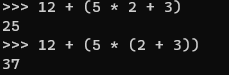 >>> 12 + (5 * 2 + 3)
25
>>> 12 + (5 * (2 + 3))
37